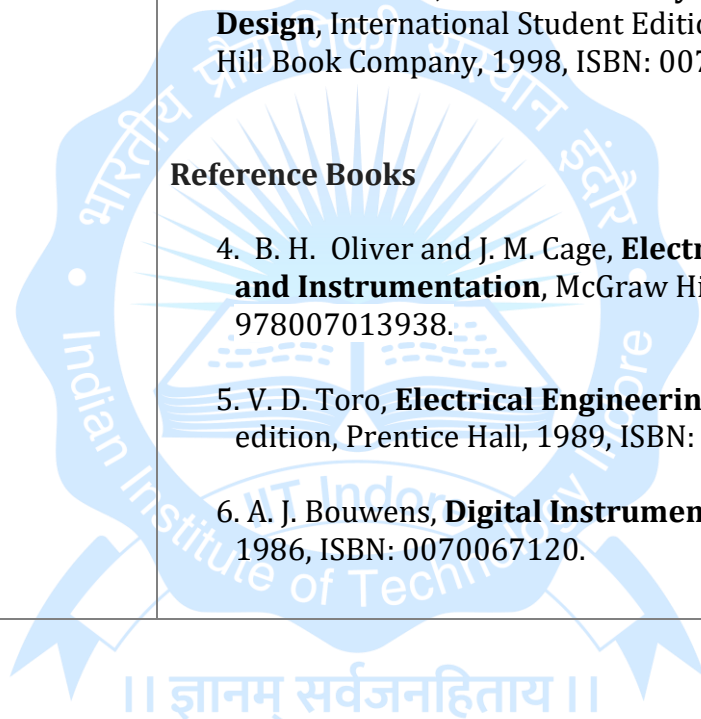 Design, International Student Editi
Hill Book Company, 1998, ISBN: 007
Reference Books
4. B. H. Oliver and J. M. Cage, Electr
and Instrumentation, McGraw Hi
978007013938.
5. V. D. Toro, Electrical Engineerin
edition, Prentice Hall, 1989, ISBN:
6. A. J. Bouwens, Digital Instrumen
1986, ISBN: 0070067120.
भारतीय प्रौद्योगिकी संस्थान इंदौर
Indian Institute of Technology Indore
IIT Indore
।। ज्ञानम् सर्वजनहिताय ।।